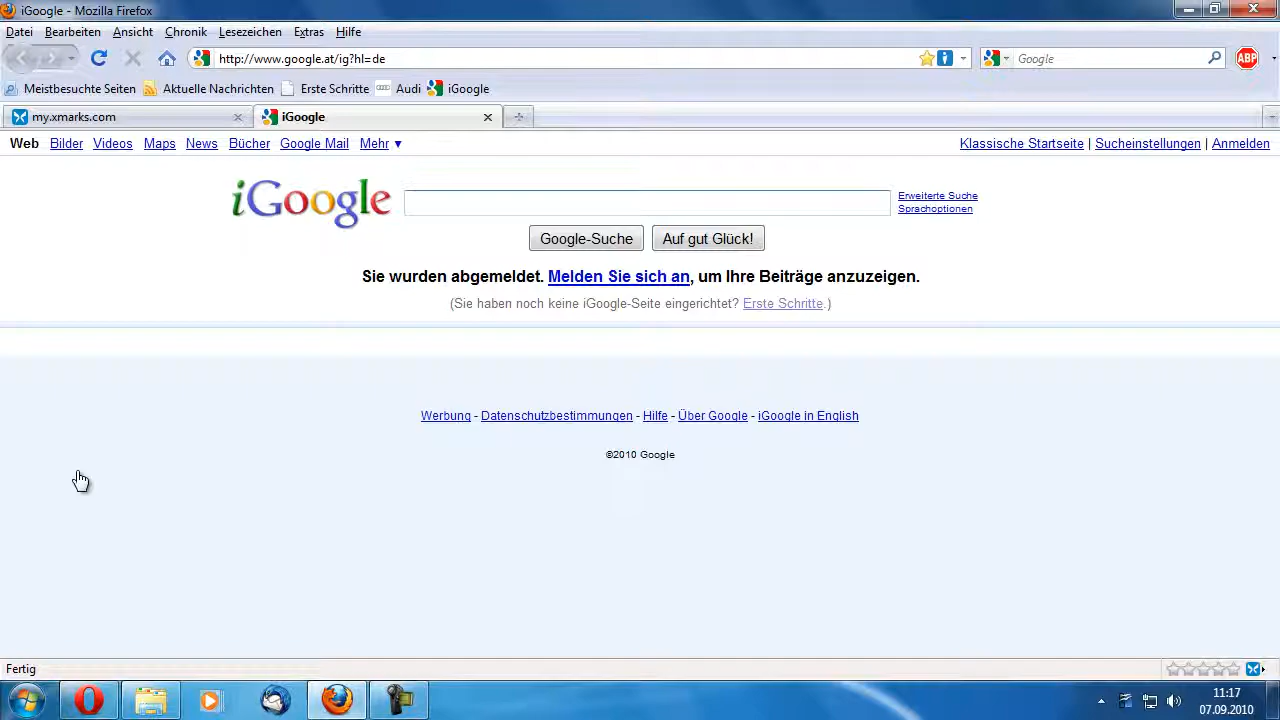 iGoogle - Mozilla Firefox
Datei Bearbeiten Ansicht Chronik Lesezeichen Extras Hilfe
http://www.google.at/ig?hl=de Google ABP
Meistbesuchte Seiten Aktuelle Nachrichten Erste Schritte Audi iGoogle
my.xmarks.com iGoogle
Web Bilder Videos Maps News Bücher Google Mail Mehr ▼ Klassische Startseite | Sucheinstellungen | Anmelden
iGoogle Erweiterte Suche
Sprachoptionen
Google-Suche Auf gut Glück!
Sie wurden abgemeldet. Melden Sie sich an, um Ihre Beiträge anzuzeigen.
(Sie haben noch keine iGoogle-Seite eingerichtet? Erste Schritte.)
Werbung - Datenschutzbestimmungen - Hilfe - Über Google - iGoogle in English
©2010 Google
Fertig
11:17
07.09.2010